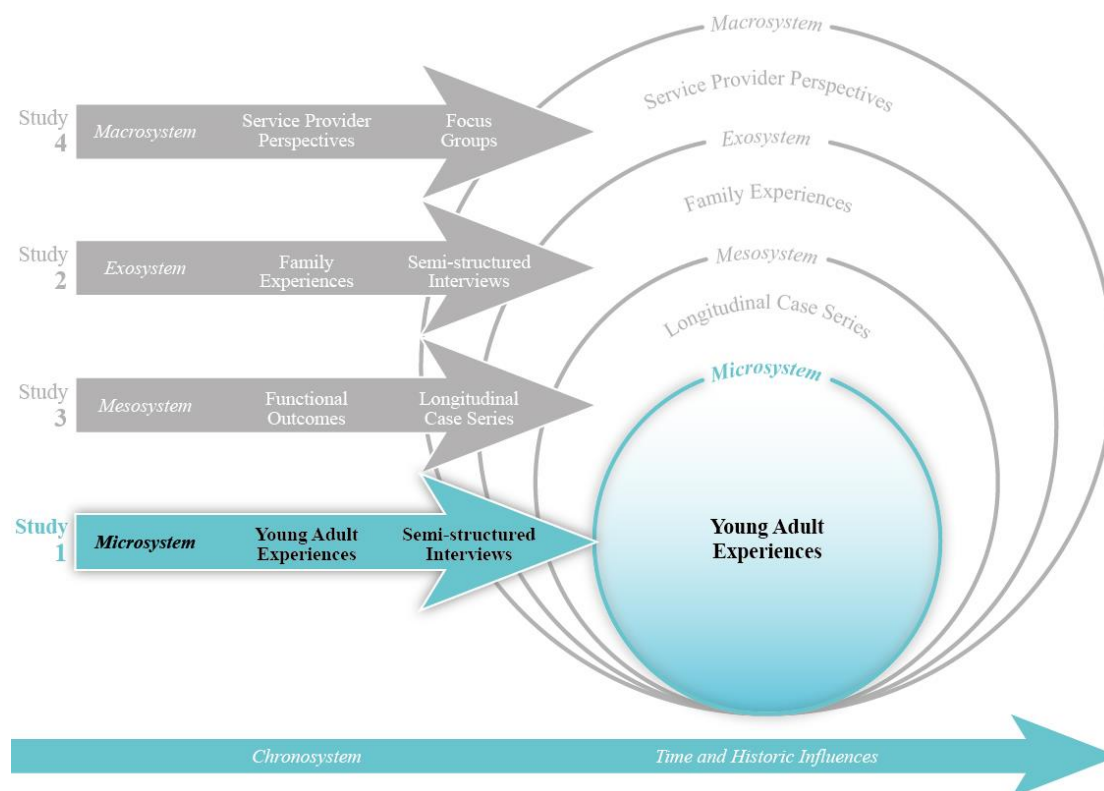 Macrosystem
Service Provider Perspectives
Study
4
Macrosystem
Service Provider
Perspectives
Focus
Groups
Exosystem
Family Experiences
Study
2
Exosystem
Family
Experiences
Semi-structured
Interviews
Mesosystem
Longitudinal Case Series
Study
3
Mesosystem
Functional
Outcomes
Longitudinal
Case Series
Microsystem
Study
1
Microsystem
Young Adult
Experiences
Semi-structured
Interviews
Young Adult
Experiences
Chronosystem
Time and Historic Influences